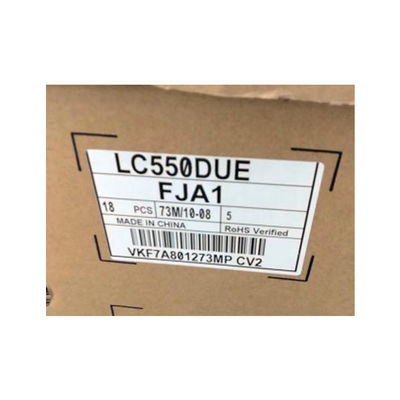 LC550DUE
FJA1
18 PCS 73M/10-08 5
MADE IN CHINA RoHS Verified
VKF7A801273MP CV2